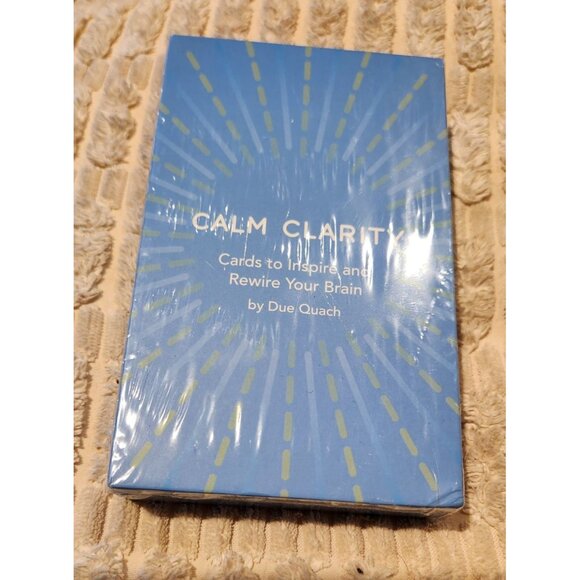 CALM CLARITY
Cards to Inspire and
Rewire Your Brain
by Due Quach